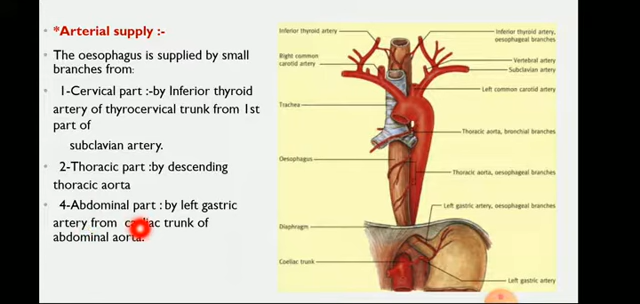 *Arterial supply :-
The oesophagus is supplied by small
branches from:
1-Cervical part :-by Inferior thyroid
artery of thyrocervical trunk from 1st
part of
subclavian artery.
2-Thoracic part :by descending
thoracic aorta
4-Abdominal part : by left gastric
artery from coeliac trunk of
abdominal aorta.
Inferior thyroid artery
Right common
carotid artery
Trachea
Oesophagus
Diaphragm
Coeliac trunk
Inferior thyroid artery,
oesophageal branches
Vertebral artery
Subclavian artery
Left common carotid artery
Thoracic aorta, bronchial branches
Thoracic aorta, oesophageal branches
Left gastric artery, oesophageal branches
Left gastric artery